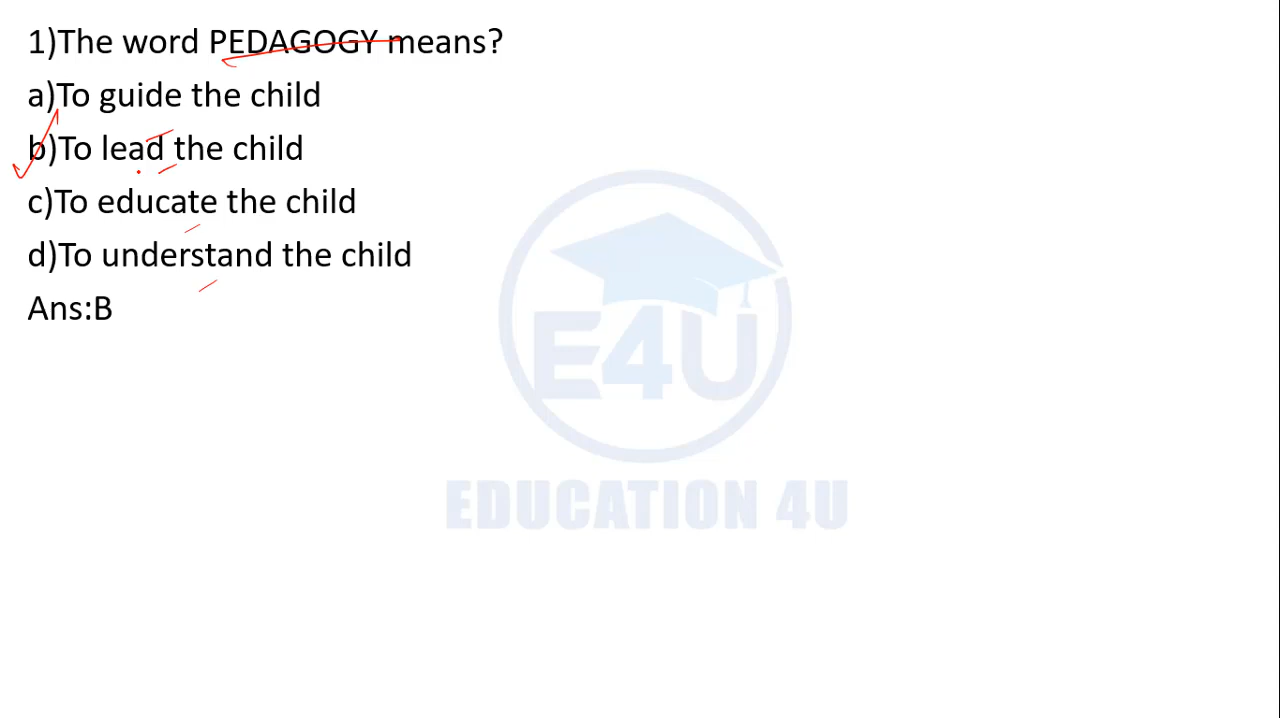 1)The word PEDAGOGY means?
a)To guide the child
b)To lead the child
c)To educate the child
d)To understand the child
Ans:B
E4U
EDUCATION 4U